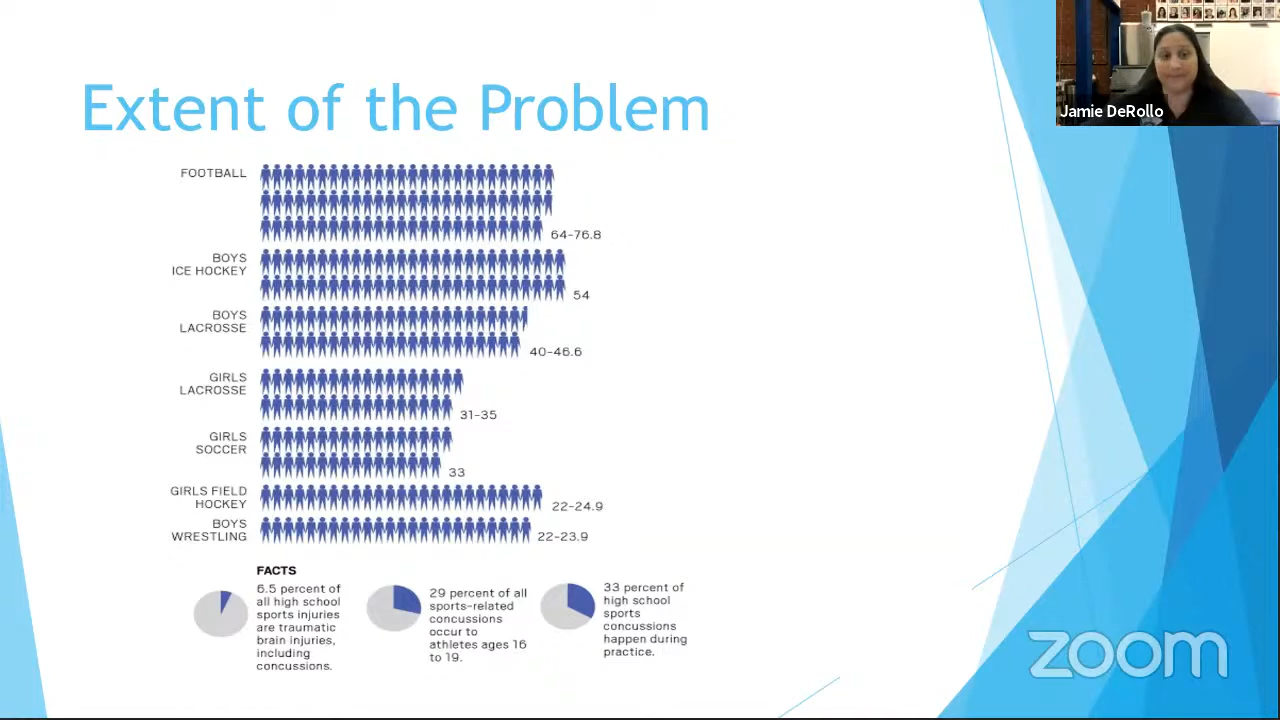 Extent of the Problem
Jamie DeRollo
FOOTBALL
64-76.8
BOYS
ICE HOCKEY
54
BOYS
LACROSSE
40-46.6
GIRLS
LACROSSE
31-35
GIRLS
SOCCER
33
GIRLS FIELD
HOCKEY
22-24.9
BOYS
WRESTLING
22-23.9
FACTS
6.5 percent of
all high school
sports injuries
are traumatic
brain injuries,
including
concussions.
29 percent of all
sports-related
concussions
occur to
athletes ages 16
to 19.
33 percent of
high school
sports
concussions
happen during
practice.
zoom